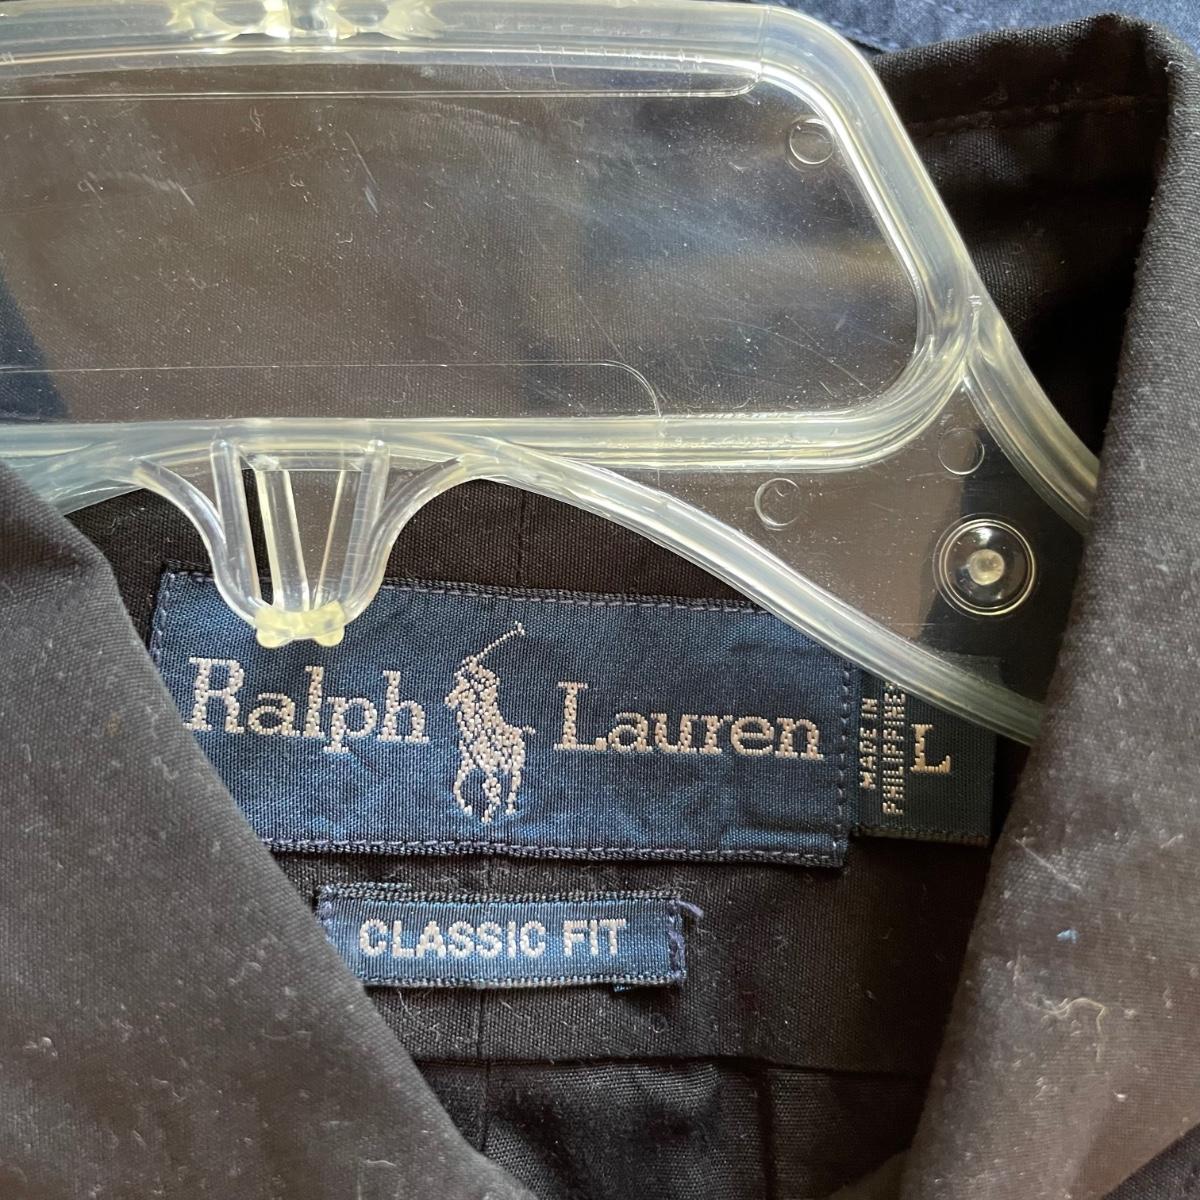 Ralph Lauren
MADE IN
PHILIPPINES
L
CLASSIC FIT